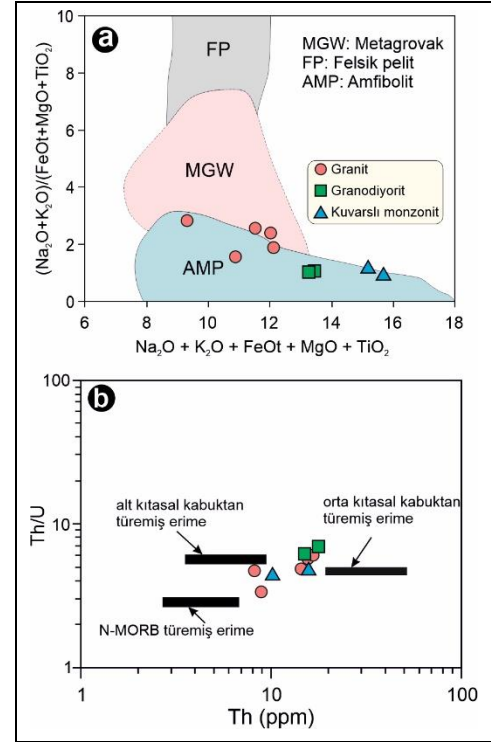 a
FP
MGW
AMP
MGW: Metagrovak
FP: Felsik pelit
AMP: Amfibolit
Granit
Granodiyorit
Kuvarslı monzonit
(Na₂O+K₂O)/(FeOt+MgO+TiO₂)
10
8
6
4
2
0
6
8
10
12
14
16
18
Na₂O + K₂O + FeOt + MgO + TiO₂
b
Th/U
100
10
1
alt kıtasal kabuktan
türemiş erime
orta kıtasal kabuktan
türemiş erime
N-MORB türemiş erime
1
10
100
Th (ppm)